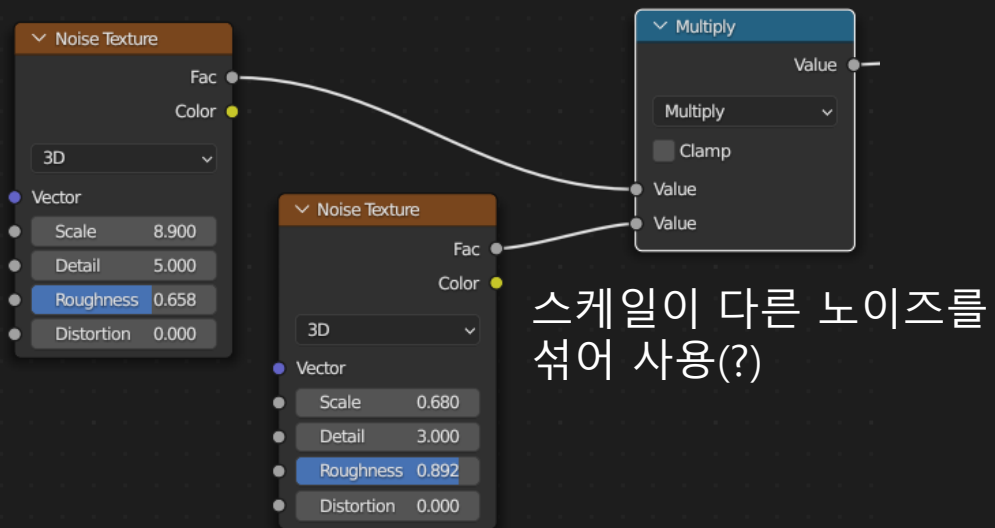 Noise Texture
Fac
Color
3D
Vector
Scale 8.900
Detail 5.000
Roughness 0.658
Distortion 0.000
Noise Texture
Fac
Color
3D
Vector
Scale 0.680
Detail 3.000
Roughness 0.892
Distortion 0.000
Multiply
Value
Multiply
Clamp
Value
Value
스케일이 다른 노이즈를
섞어 사용(?)